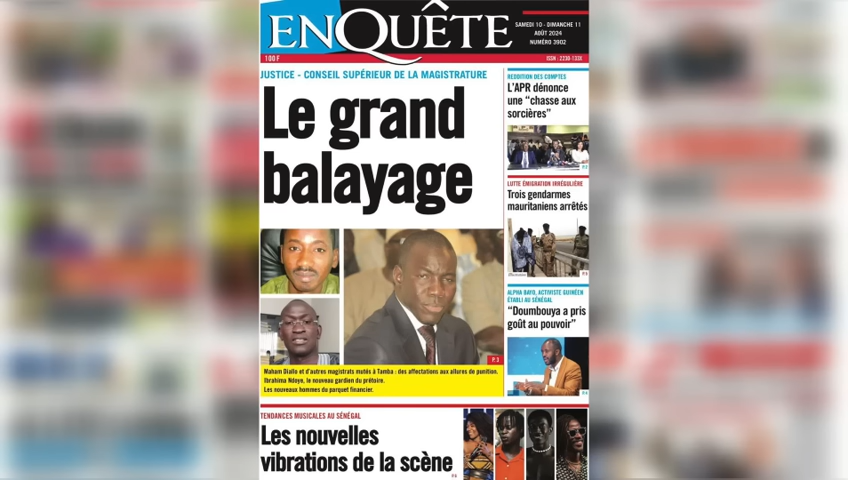 ENQUÊTE
SAMEDI 10 - DIMANCHE 11
AOÛT 2024
NUMÉRO 3902
100 F
ISSN : 2230-133X
JUSTICE - CONSEIL SUPÉRIEUR DE LA MAGISTRATURE
Le grand
balayage
P.3
Maham Diallo et d'autres magistrats mutés à Tamba : des affectations aux allures de punition.
Ibrahima Ndoye, le nouveau gardien du prétoire.
Les nouveaux hommes du parquet financier.
REDDITION DES COMPTES
L'APR dénonce
une "chasse aux
sorcières"
LUTTE ÉMIGRATION IRRÉGULIÈRE
Trois gendarmes
mauritaniens arrêtés
ALPHA BAYO, ACTIVISTE GUINÉEN
ÉTABLI AU SÉNÉGAL
"Doumbouya a pris
goût au pouvoir"
TENDANCES MUSICALES AU SÉNÉGAL
Les nouvelles
vibrations de la scène